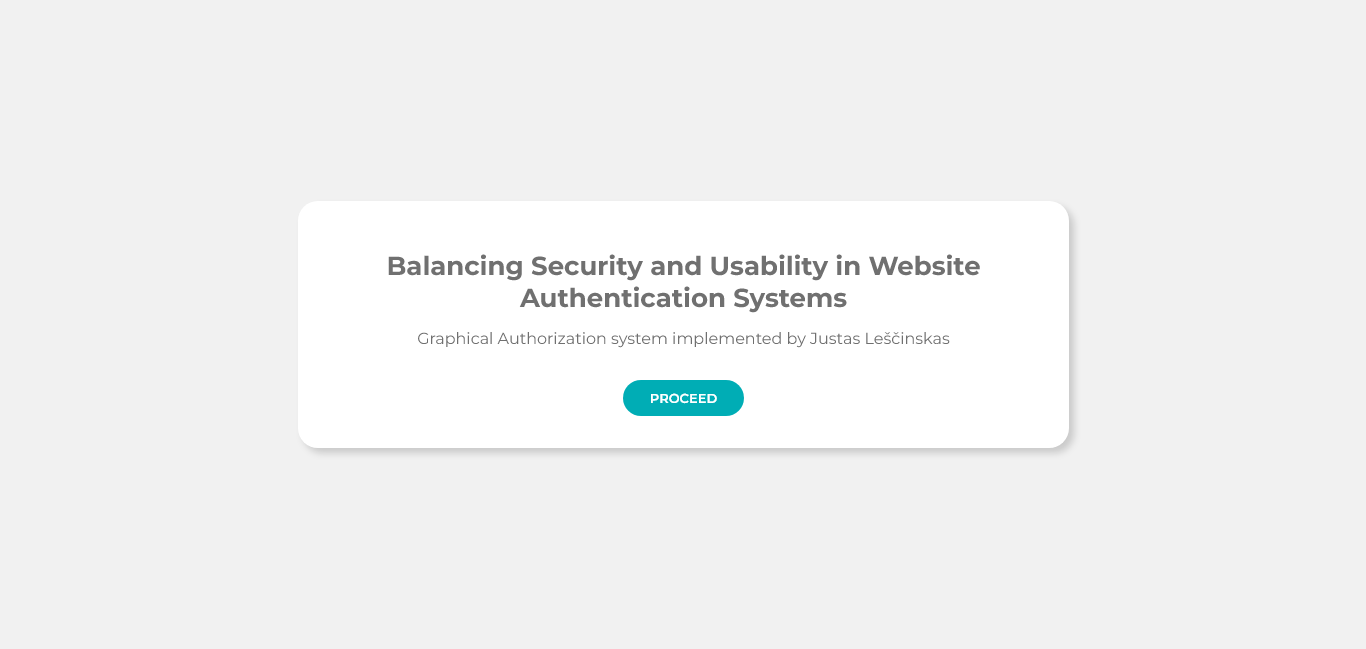 Balancing Security and Usability in Website
Authentication Systems
Graphical Authorization system implemented by Justas Leščinskas
PROCEED